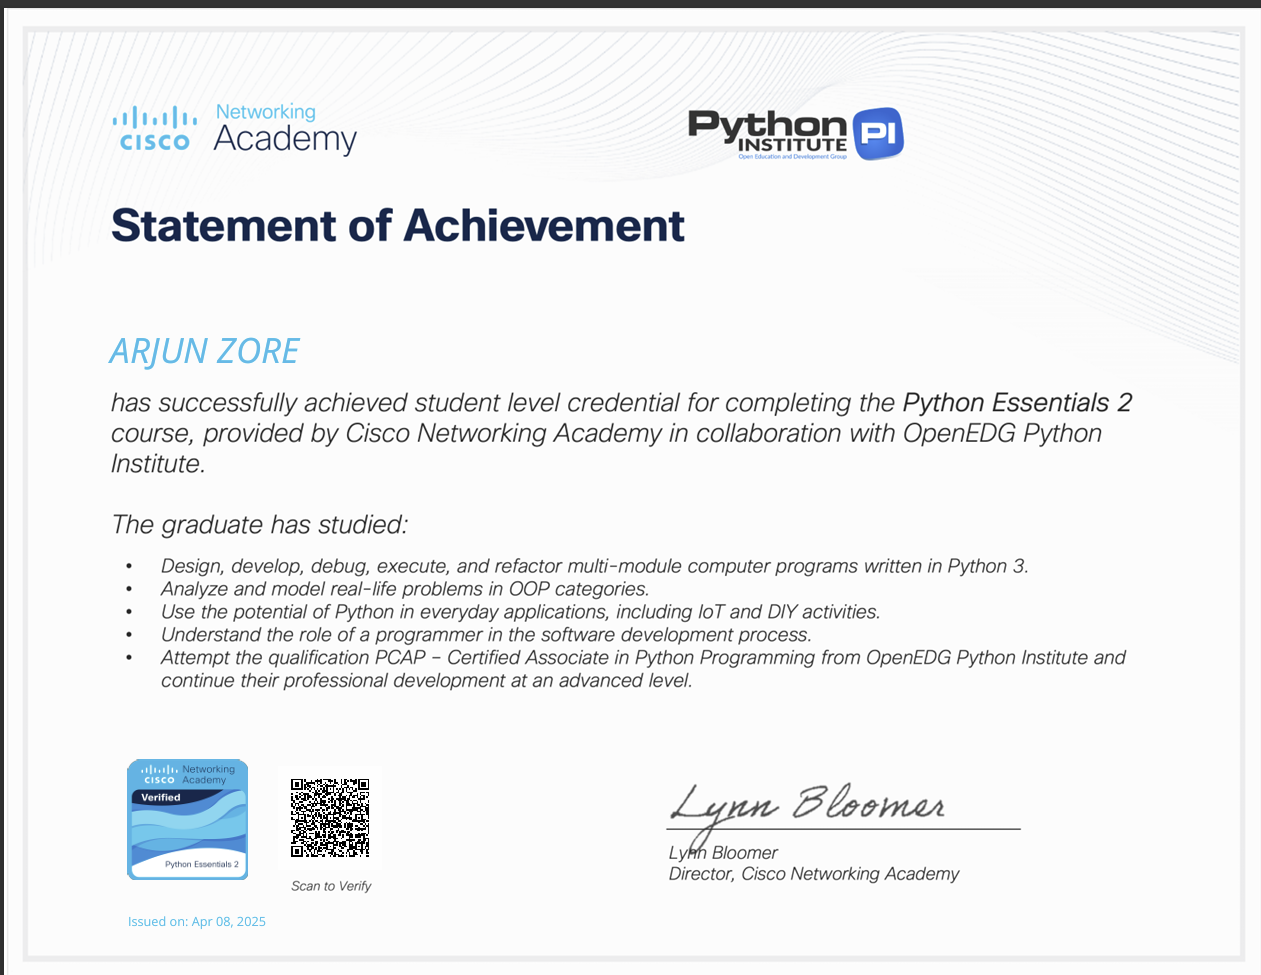 Networking
Academy
CISCO
Python
INSTITUTE
Open Education and Development Group
PI
Statement of Achievement
ARJUN ZORE
has successfully achieved student level credential for completing the Python Essentials 2
course, provided by Cisco Networking Academy in collaboration with OpenEDG Python
Institute.
The graduate has studied:
• Design, develop, debug, execute, and refactor multi-module computer programs written in Python 3.
• Analyze and model real-life problems in OOP categories.
• Use the potential of Python in everyday applications, including IoT and DIY activities.
• Understand the role of a programmer in the software development process.
• Attempt the qualification PCAP – Certified Associate in Python Programming from OpenEDG Python Institute and
continue their professional development at an advanced level.
Networking
CISCO Academy
Verified
Python Essentials 2
Scan to Verify
Issued on: Apr 08, 2025
Lynn Bloomer
Lynn Bloomer
Director, Cisco Networking Academy